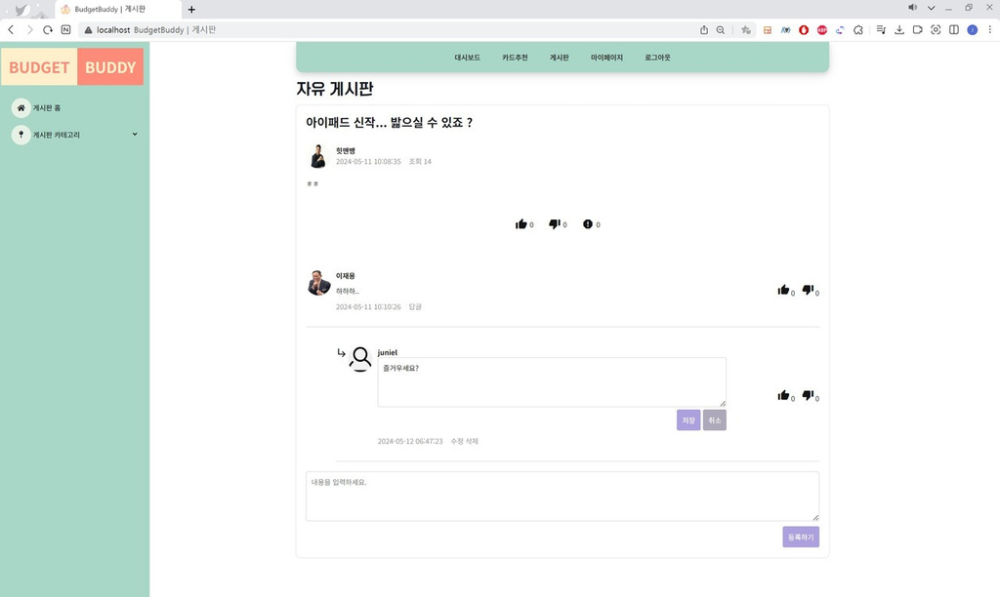 BudgetBuddy | 게시판
localhost BudgetBuddy | 게시판
BUDGET BUDDY
게시판 홈
게시판 카테고리
대시보드 카드추천 게시판 마이페이지 로그아웃
자유 게시판
아이패드 신작... 밟으실 수 있죠 ?
힛맨뱅
2024-05-11 10:08:35 조회 14
ㅎㅎ
0 0 0
이재용
하하하..
0 0
2024-05-11 10:10:26 답글
juniel
즐거우세요?
0 0
저장 취소
2024-05-12 06:47:23 수정 삭제
내용을 입력하세요.
등록하기